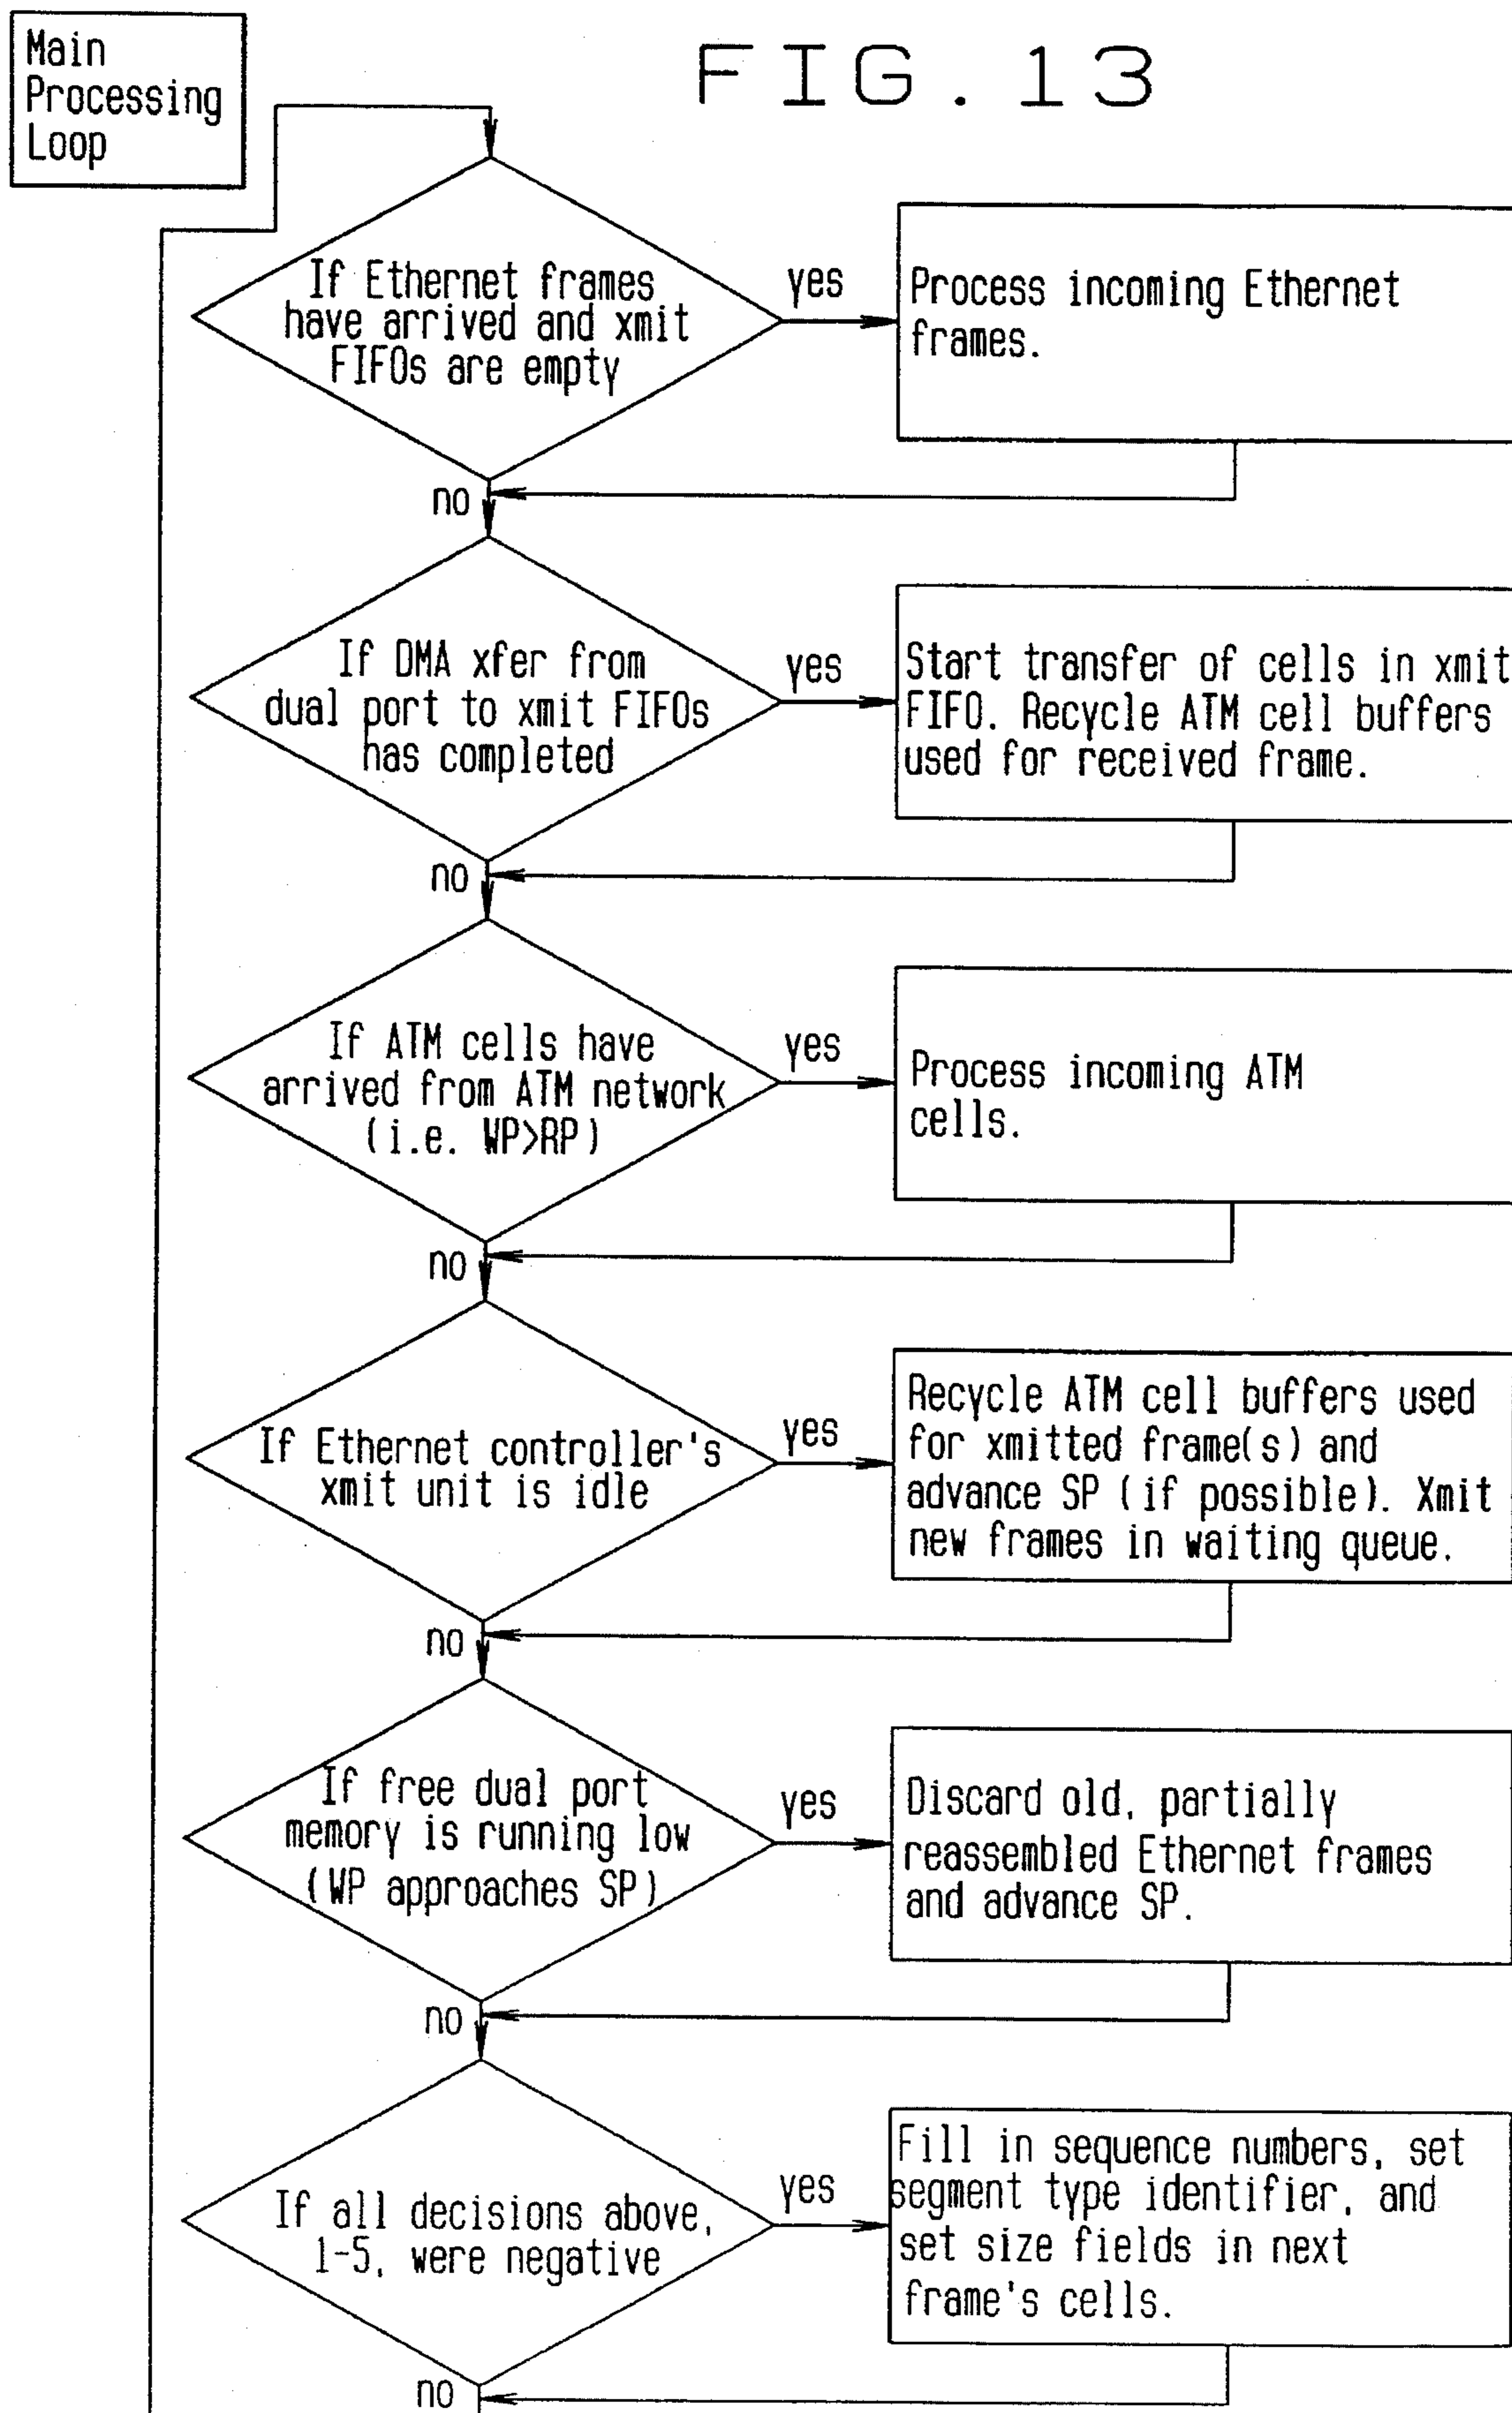 Main
Processing
Loop
FIG.13
If Ethernet frames
have arrived and xmit
FIFOs are empty
yes
Process incoming Ethernet
frames.
no
If DMA xfer from
dual port to xmit FIFOs
has completed
yes
Start transfer of cells in xmit
FIFO. Recycle ATM cell buffers
used for received frame.
no
If ATM cells have
arrived from ATM network
(i.e. WP>RP)
yes
Process incoming ATM
cells.
no
If Ethernet controller's
xmit unit is idle
yes
Recycle ATM cell buffers used
for xmitted frame(s) and
advance SP (if possible). Xmit
new frames in waiting queue.
no
If free dual port
memory is running low
(WP approaches SP)
yes
Discard old, partially
reassembled Ethernet frames
and advance SP.
no
If all decisions above,
1-5, were negative
yes
Fill in sequence numbers, set
segment type identifier, and
set size fields in next
frame's cells.
no